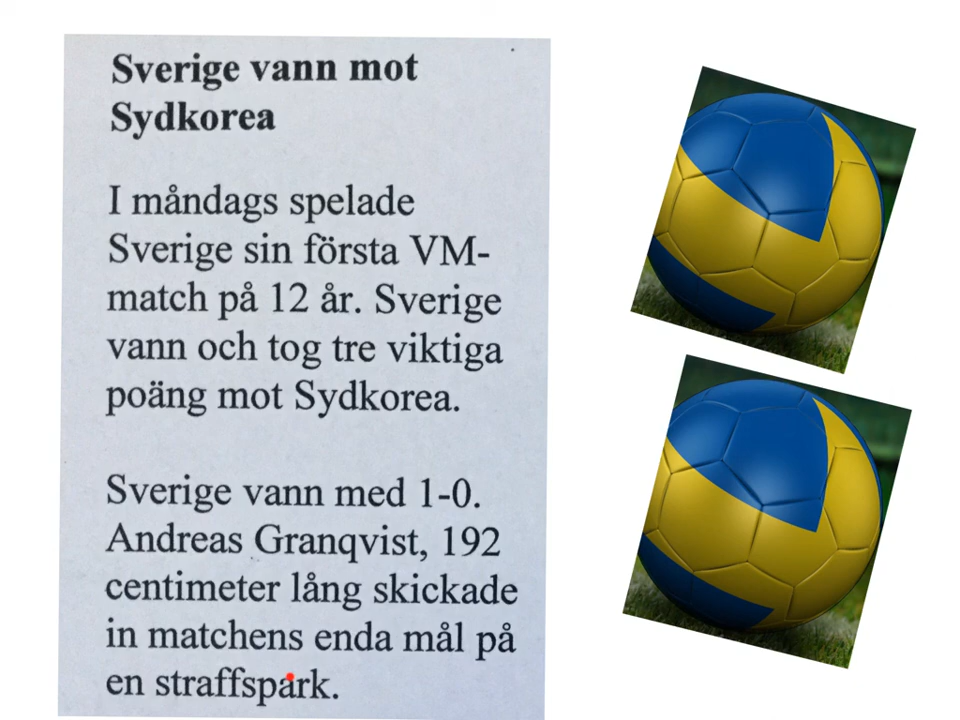 Sverige vann mot
Sydkorea
I måndags spelade
Sverige sin första VM-
match på 12 år. Sverige
vann och tog tre viktiga
poäng mot Sydkorea.
Sverige vann med 1-0.
Andreas Granqvist, 192
centimeter lång skickade
in matchens enda mål på
en straffspark.